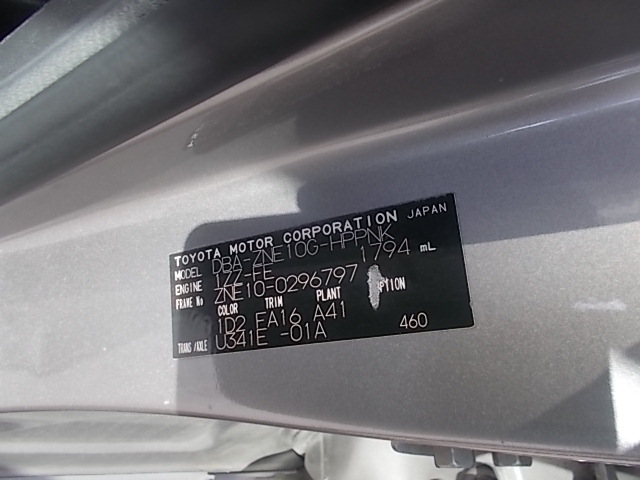 TOYOTA MOTOR CORPORATION JAPAN
MODEL DBA-ZNE10G-HPPNK
ENGINE 1ZZ-FE 1794 mL
FRAME No ZNE10-0296797
COLOR TRIM PLANT
1D2 FA16 A41
TRANS/AXLE U341E -01A 460